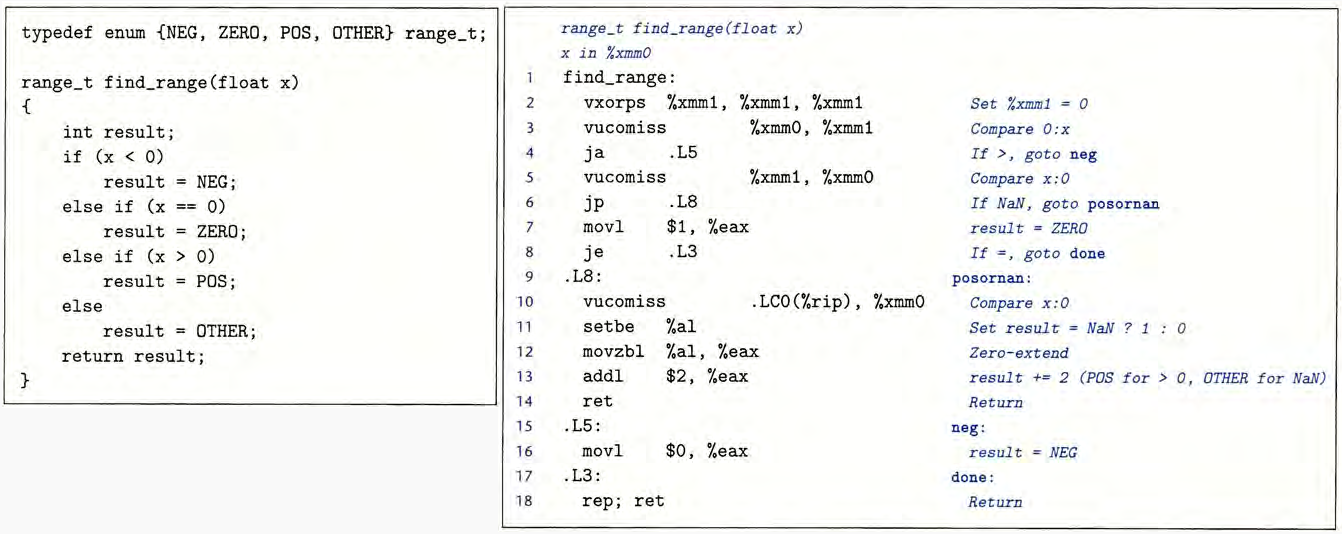 typedef enum {NEG, ZERO, POS, OTHER} range_t;
range_t find_range(float x)
{
    int result;
    if (x < 0)
        result = NEG;
    else if (x == 0)
        result = ZERO;
    else if (x > 0)
        result = POS;
    else
        result = OTHER;
    return result;
}
range_t find_range(float x)
x in %xmm0
1 find_range:
2 vxorps %xmm1, %xmm1, %xmm1 Set %xmm1 = 0
3 vucomiss %xmm0, %xmm1 Compare 0:x
4 ja .L5 If >, goto neg
5 vucomiss %xmm1, %xmm0 Compare x:0
6 jp .L8 If NaN, goto posornan
7 movl $1, %eax result = ZERO
8 je .L3 If =, goto done
9 .L8: posornan:
10 vucomiss .LC0(%rip), %xmm0 Compare x:0
11 setbe %al Set result = NaN ? 1 : 0
12 movzbl %al, %eax Zero-extend
13 addl $2, %eax result += 2 (POS for > 0, OTHER for NaN)
14 ret Return
15 .L5: neg:
16 movl $0, %eax result = NEG
17 .L3: done:
18 rep; ret Return